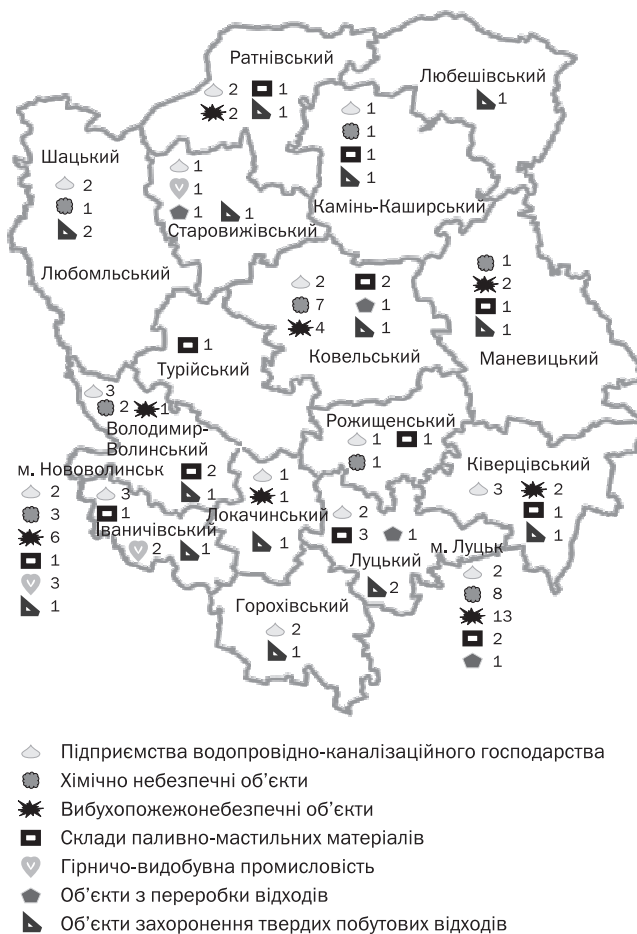 Ратнівський
2 1
2 1
Любешівський
1
1
1
1
1
Камінь-Каширський
Шацький
2
1
2
Любомльський
1
1
1 1
Старовижівський
2 2
7 1
4 1
Ковельський
1
2
1
1
Маневицький
1
Турійський
3
2 1
Володимир-
Волинський
2
1
Рожищенський
1 1
1
Ківерцівський
3 2
1
1
м. Нововолинськ
2
3
6
1
3
1
3
1
Іваничівський
2 1
1
1
Локачинський
1
2
3 1
Луцький
2
м. Луцьк
2
8
13
2
1
Горохівський
2
1
Підприємства водопровідно-каналізаційного господарства
Хімічно небезпечні об’єкти
Вибухопожежонебезпечні об’єкти
Склади паливно-мастильних матеріалів
Гірничо-видобувна промисловість
Об’єкти з переробки відходів
Об’єкти захоронення твердих побутових відходів